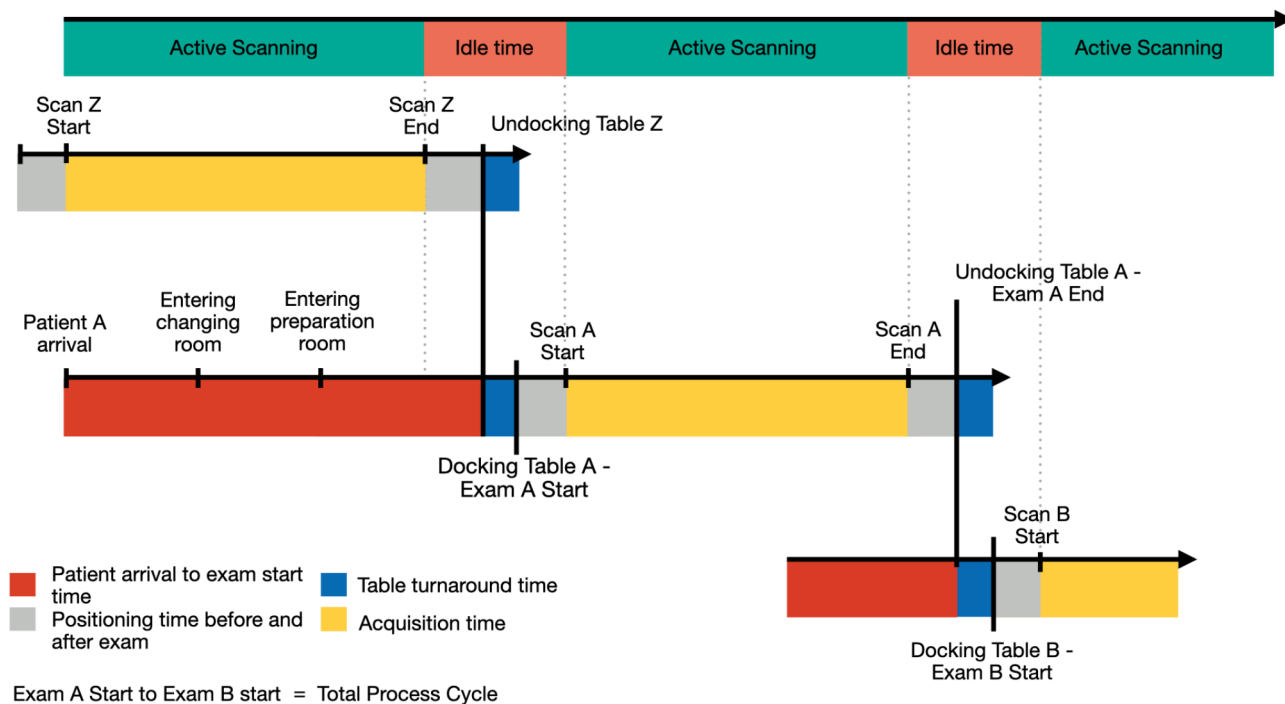 Active Scanning
Idle time
Active Scanning
Idle time
Active Scanning
Scan Z
Start
Scan Z
End
Undocking Table Z
Patient A
arrival
Entering
changing
room
Entering
preparation
room
Scan A
Start
Scan A
End
Undocking Table A -
Exam A End
Docking Table A -
Exam A Start
Scan B
Start
Docking Table B -
Exam B Start
Patient arrival to exam start
time
Positioning time before and
after exam
Table turnaround time
Acquisition time
Exam A Start to Exam B start = Total Process Cycle